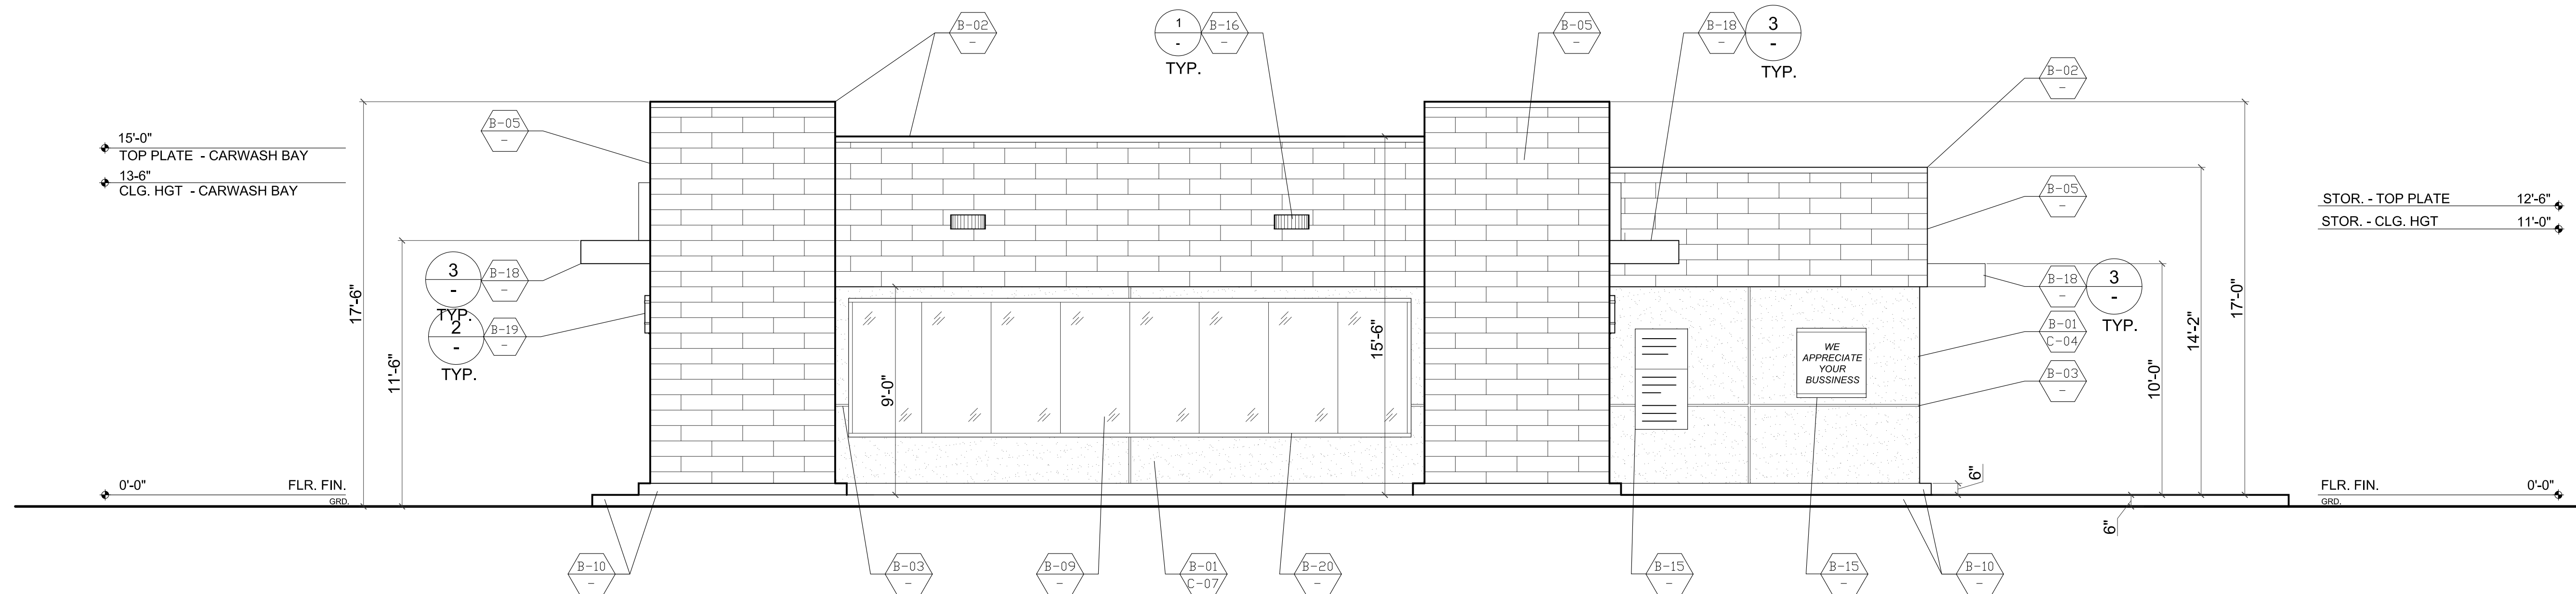 B-02
-
1
-
B-16
-
TYP.
B-05
-
B-18
-
3
-
TYP.
B-02
-
B-05
-
15'-0"
TOP PLATE - CARWASH BAY
13-6"
CLG. HGT - CARWASH BAY
B-05
-
STOR. - TOP PLATE 12'-6"
STOR. - CLG. HGT 11'-0"
3
-
B-18
-
TYP.
2
-
B-19
-
TYP.
17'-6"
11'-6"
9'-0"
15'-6"
WE
APPRECIATE
YOUR
BUSSINESS
B-18
-
3
-
TYP.
B-01
C-04
B-03
-
10'-0"
14'-2"
17'-0"
6"
6"
0'-0" FLR. FIN.
GRD.
FLR. FIN. 0'-0"
GRD.
B-10
-
B-03
-
B-09
-
B-01
C-07
B-20
-
B-15
-
B-15
-
B-10
-